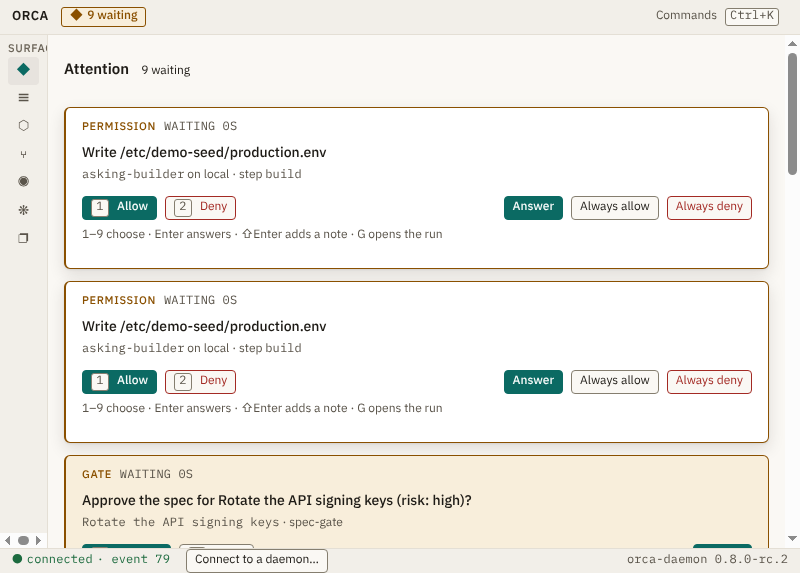 ORCA
9 waiting
Commands Ctrl+K
Attention 9 waiting
PERMISSION WAITING 0S
Write /etc/demo-seed/production.env
asking-builder on local · step build
1 Allow 2 Deny Answer Always allow Always deny
1–9 choose · Enter answers · ⇧Enter adds a note · G opens the run
PERMISSION WAITING 0S
Write /etc/demo-seed/production.env
asking-builder on local · step build
1 Allow 2 Deny Answer Always allow Always deny
1–9 choose · Enter answers · ⇧Enter adds a note · G opens the run
GATE WAITING 0S
Approve the spec for Rotate the API signing keys (risk: high)?
Rotate the API signing keys · spec-gate
connected · event 79 Connect to a daemon… orca-daemon 0.8.0-rc.2